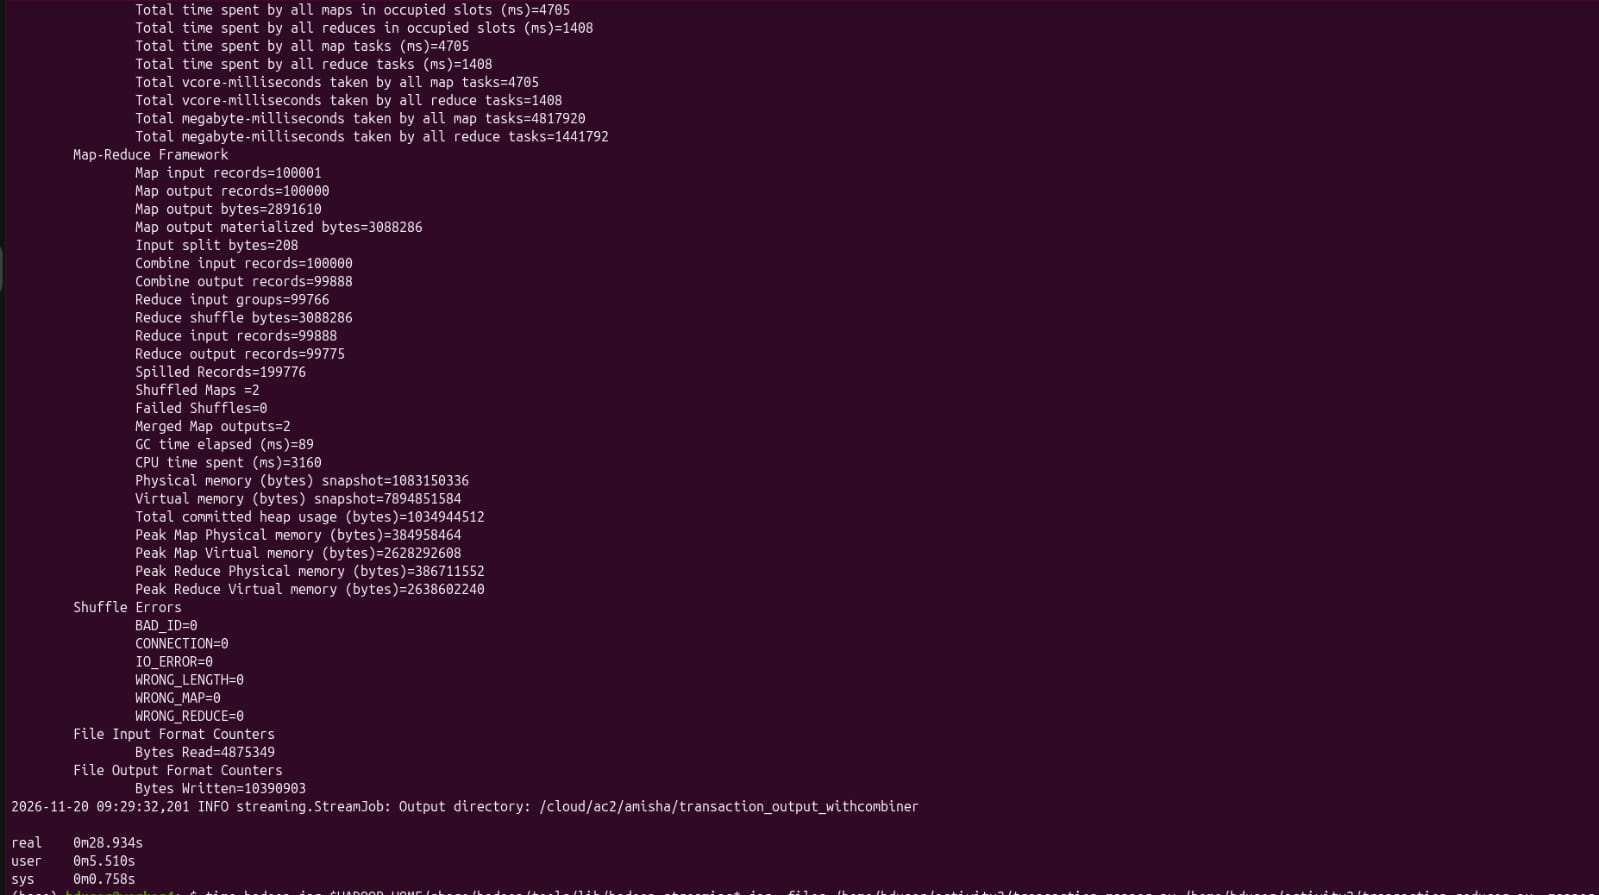 Total time spent by all maps in occupied slots (ms)=4705
Total time spent by all reduces in occupied slots (ms)=1408
Total time spent by all map tasks (ms)=4705
Total time spent by all reduce tasks (ms)=1408
Total vcore-milliseconds taken by all map tasks=4705
Total vcore-milliseconds taken by all reduce tasks=1408
Total megabyte-milliseconds taken by all map tasks=4817920
Total megabyte-milliseconds taken by all reduce tasks=1441792
Map-Reduce Framework
Map input records=100001
Map output records=100000
Map output bytes=2891610
Map output materialized bytes=3088286
Input split bytes=208
Combine input records=100000
Combine output records=99888
Reduce input groups=99766
Reduce shuffle bytes=3088286
Reduce input records=99888
Reduce output records=99775
Spilled Records=199776
Shuffled Maps =2
Failed Shuffles=0
Merged Map outputs=2
GC time elapsed (ms)=89
CPU time spent (ms)=3160
Physical memory (bytes) snapshot=1083150336
Virtual memory (bytes) snapshot=7894851584
Total committed heap usage (bytes)=1034944512
Peak Map Physical memory (bytes)=384958464
Peak Map Virtual memory (bytes)=2628292608
Peak Reduce Physical memory (bytes)=386711552
Peak Reduce Virtual memory (bytes)=2638602240
Shuffle Errors
BAD_ID=0
CONNECTION=0
IO_ERROR=0
WRONG_LENGTH=0
WRONG_MAP=0
WRONG_REDUCE=0
File Input Format Counters
Bytes Read=4875349
File Output Format Counters
Bytes Written=10390903
2026-11-20 09:29:32,201 INFO streaming.StreamJob: Output directory: /cloud/ac2/amisha/transaction_output_withcombiner
real 0m28.934s
user 0m5.510s
sys 0m0.758s